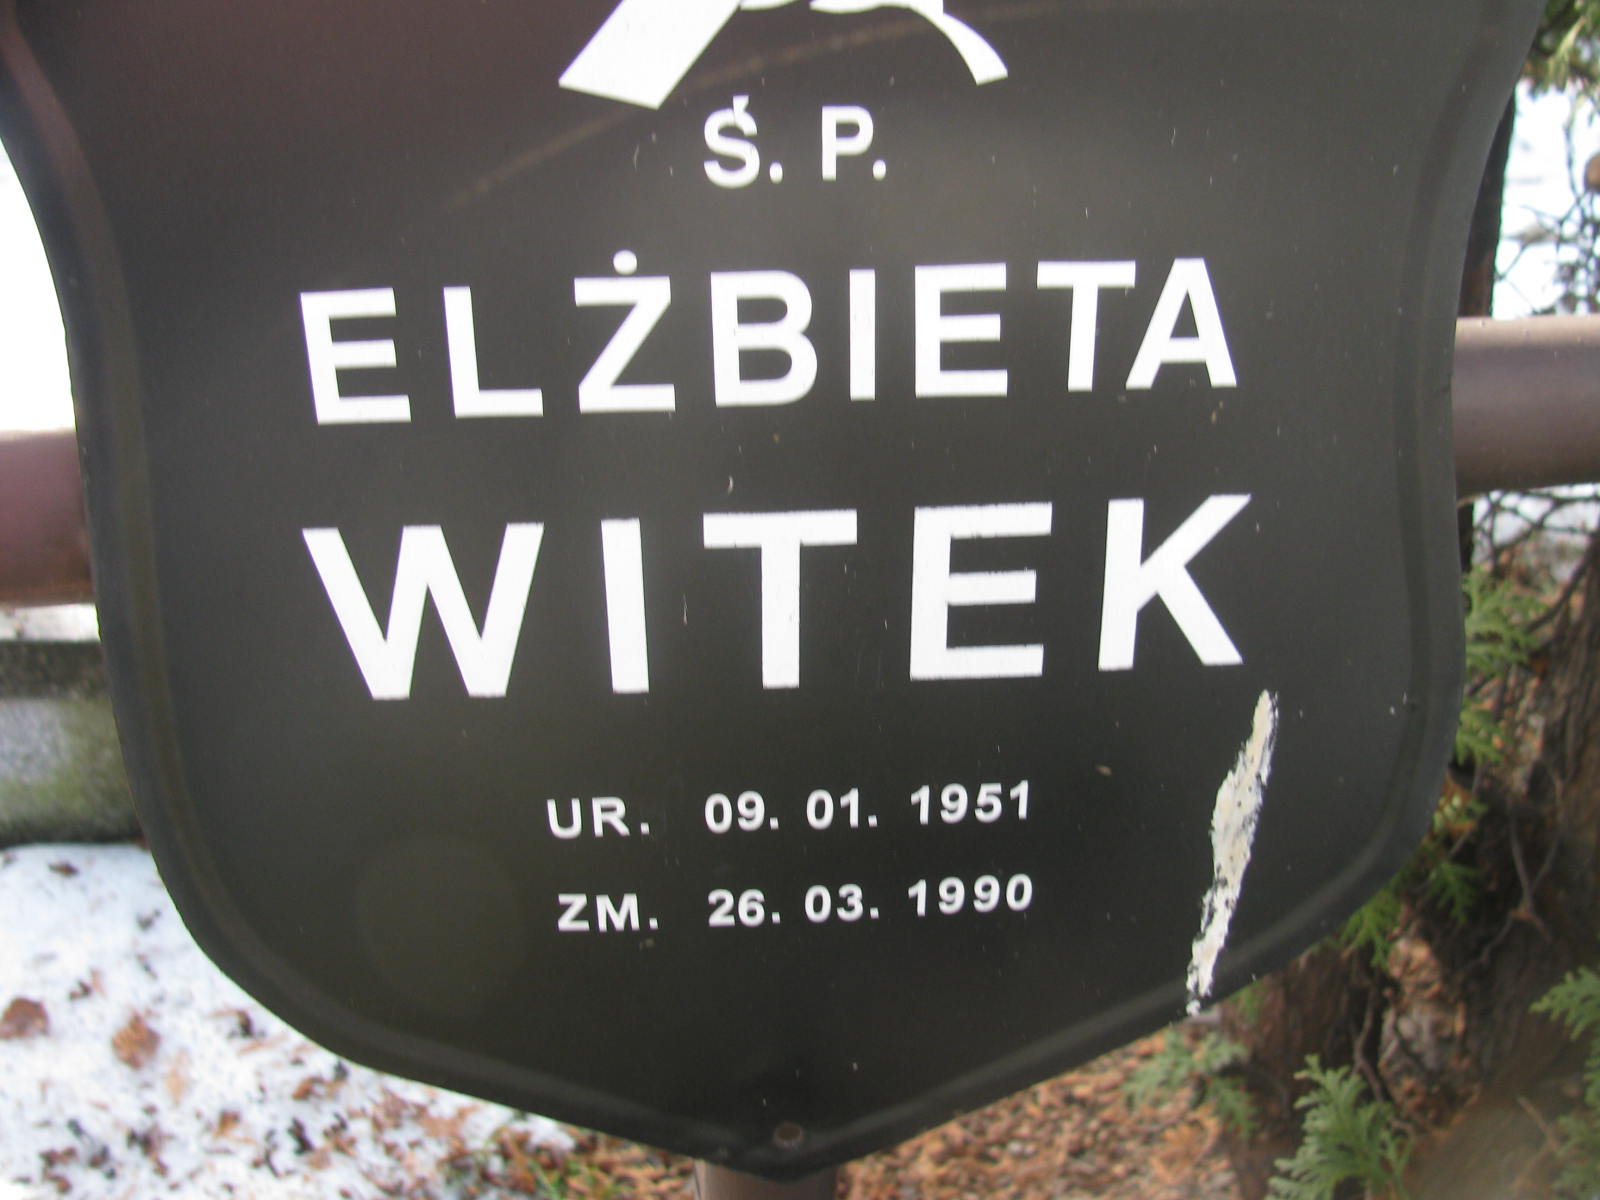 Ś. P.
ELŻBIETA
WITEK
UR. 09. 01. 1951
ZM. 26. 03. 1990